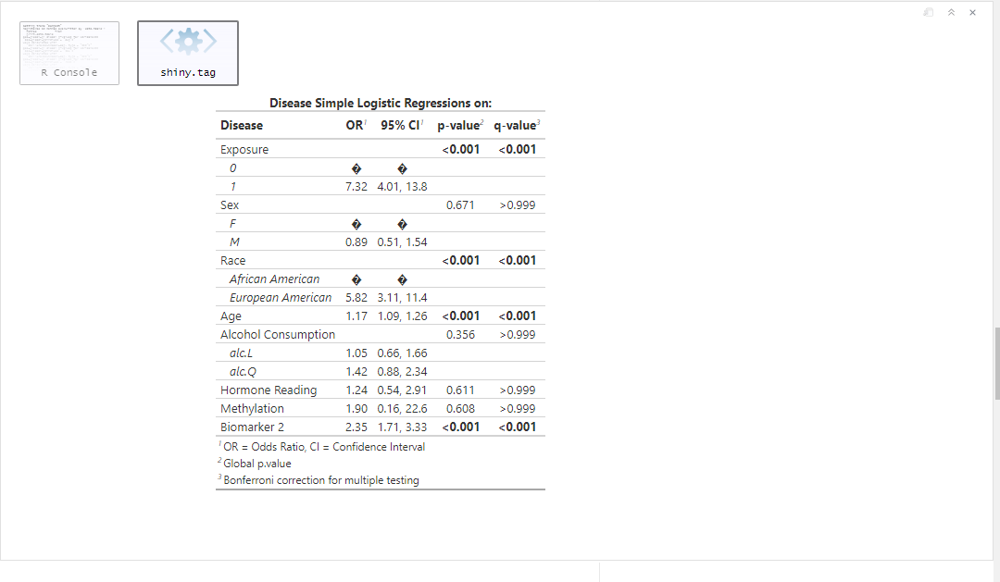 R Console
shiny.tag
Disease Simple Logistic Regressions on:
Disease OR1 95% CI1 p-value2 q-value3
Exposure <0.001 <0.001
0 � �
1 7.32 4.01, 13.8
Sex 0.671 >0.999
F � �
M 0.89 0.51, 1.54
Race <0.001 <0.001
African American � �
European American 5.82 3.11, 11.4
Age 1.17 1.09, 1.26 <0.001 <0.001
Alcohol Consumption 0.356 >0.999
alc.L 1.05 0.66, 1.66
alc.Q 1.42 0.88, 2.34
Hormone Reading 1.24 0.54, 2.91 0.611 >0.999
Methylation 1.90 0.16, 22.6 0.608 >0.999
Biomarker 2 2.35 1.71, 3.33 <0.001 <0.001
1 OR = Odds Ratio, CI = Confidence Interval
2 Global p.value
3 Bonferroni correction for multiple testing